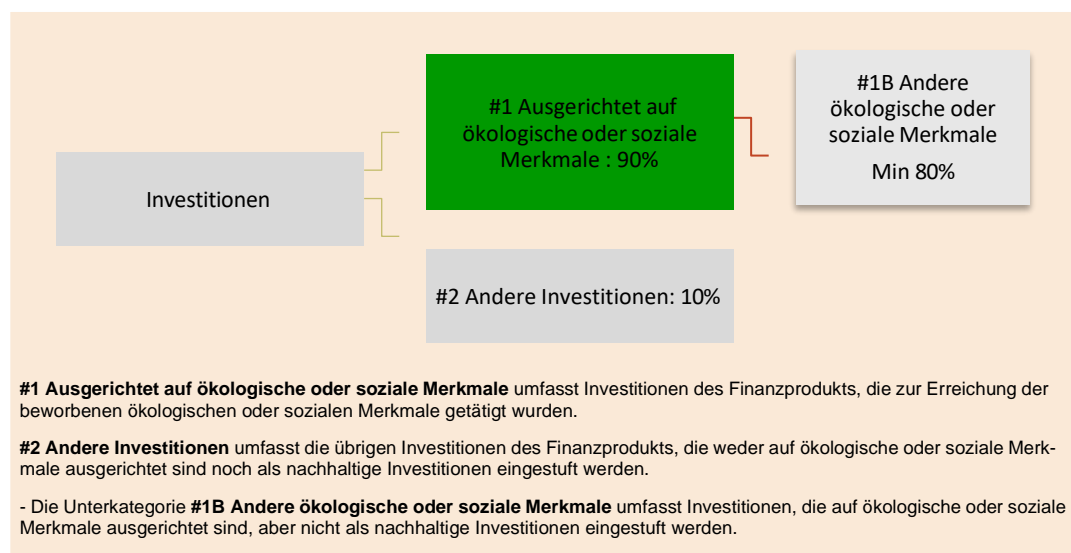 Investitionen
#1 Ausgerichtet auf
ökologische oder soziale
Merkmale : 90%
#1B Andere
ökologische oder
soziale Merkmale
Min 80%
#2 Andere Investitionen: 10%
#1 Ausgerichtet auf ökologische oder soziale Merkmale umfasst Investitionen des Finanzprodukts, die zur Erreichung der
beworbenen ökologischen oder sozialen Merkmale getätigt wurden.
#2 Andere Investitionen umfasst die übrigen Investitionen des Finanzprodukts, die weder auf ökologische oder soziale Merk-
male ausgerichtet sind noch als nachhaltige Investitionen eingestuft werden.
- Die Unterkategorie #1B Andere ökologische oder soziale Merkmale umfasst Investitionen, die auf ökologische oder soziale
Merkmale ausgerichtet sind, aber nicht als nachhaltige Investitionen eingestuft werden.